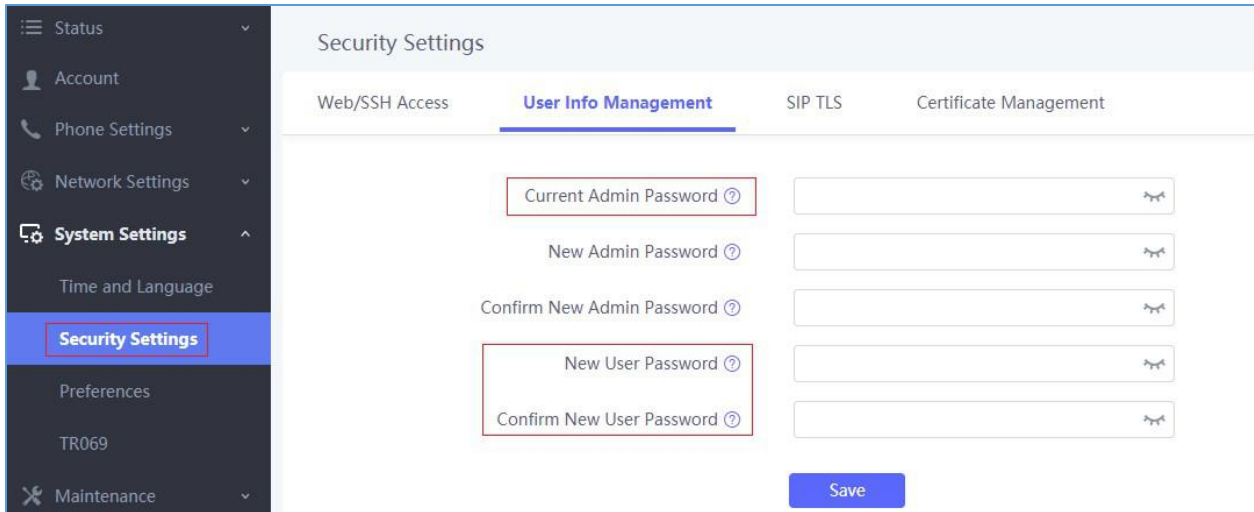 Status
Account
Phone Settings
Network Settings
System Settings
Time and Language
Security Settings
Preferences
TR069
Maintenance
Security Settings
Web/SSH Access
User Info Management
SIP TLS
Certificate Management
Current Admin Password ?
New Admin Password ?
Confirm New Admin Password ?
New User Password ?
Confirm New User Password ?
Save